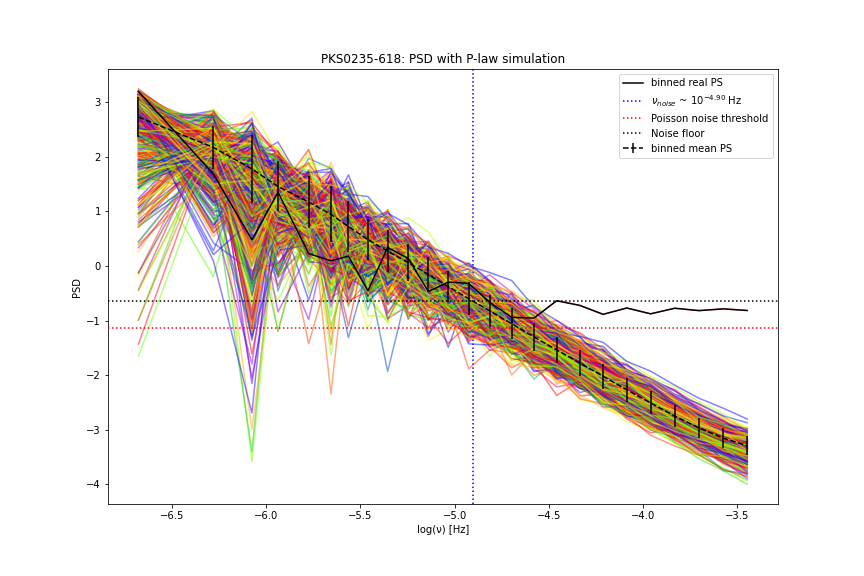 PKS0235-618: PSD with P-law simulation
binned real PS
ν_noise ~ 10^−4.90 Hz
Poisson noise threshold
Noise floor
binned mean PS
PSD
3
2
1
0
−1
−2
−3
−4
−6.5 −6.0 −5.5 −5.0 −4.5 −4.0 −3.5
log(ν) [Hz]